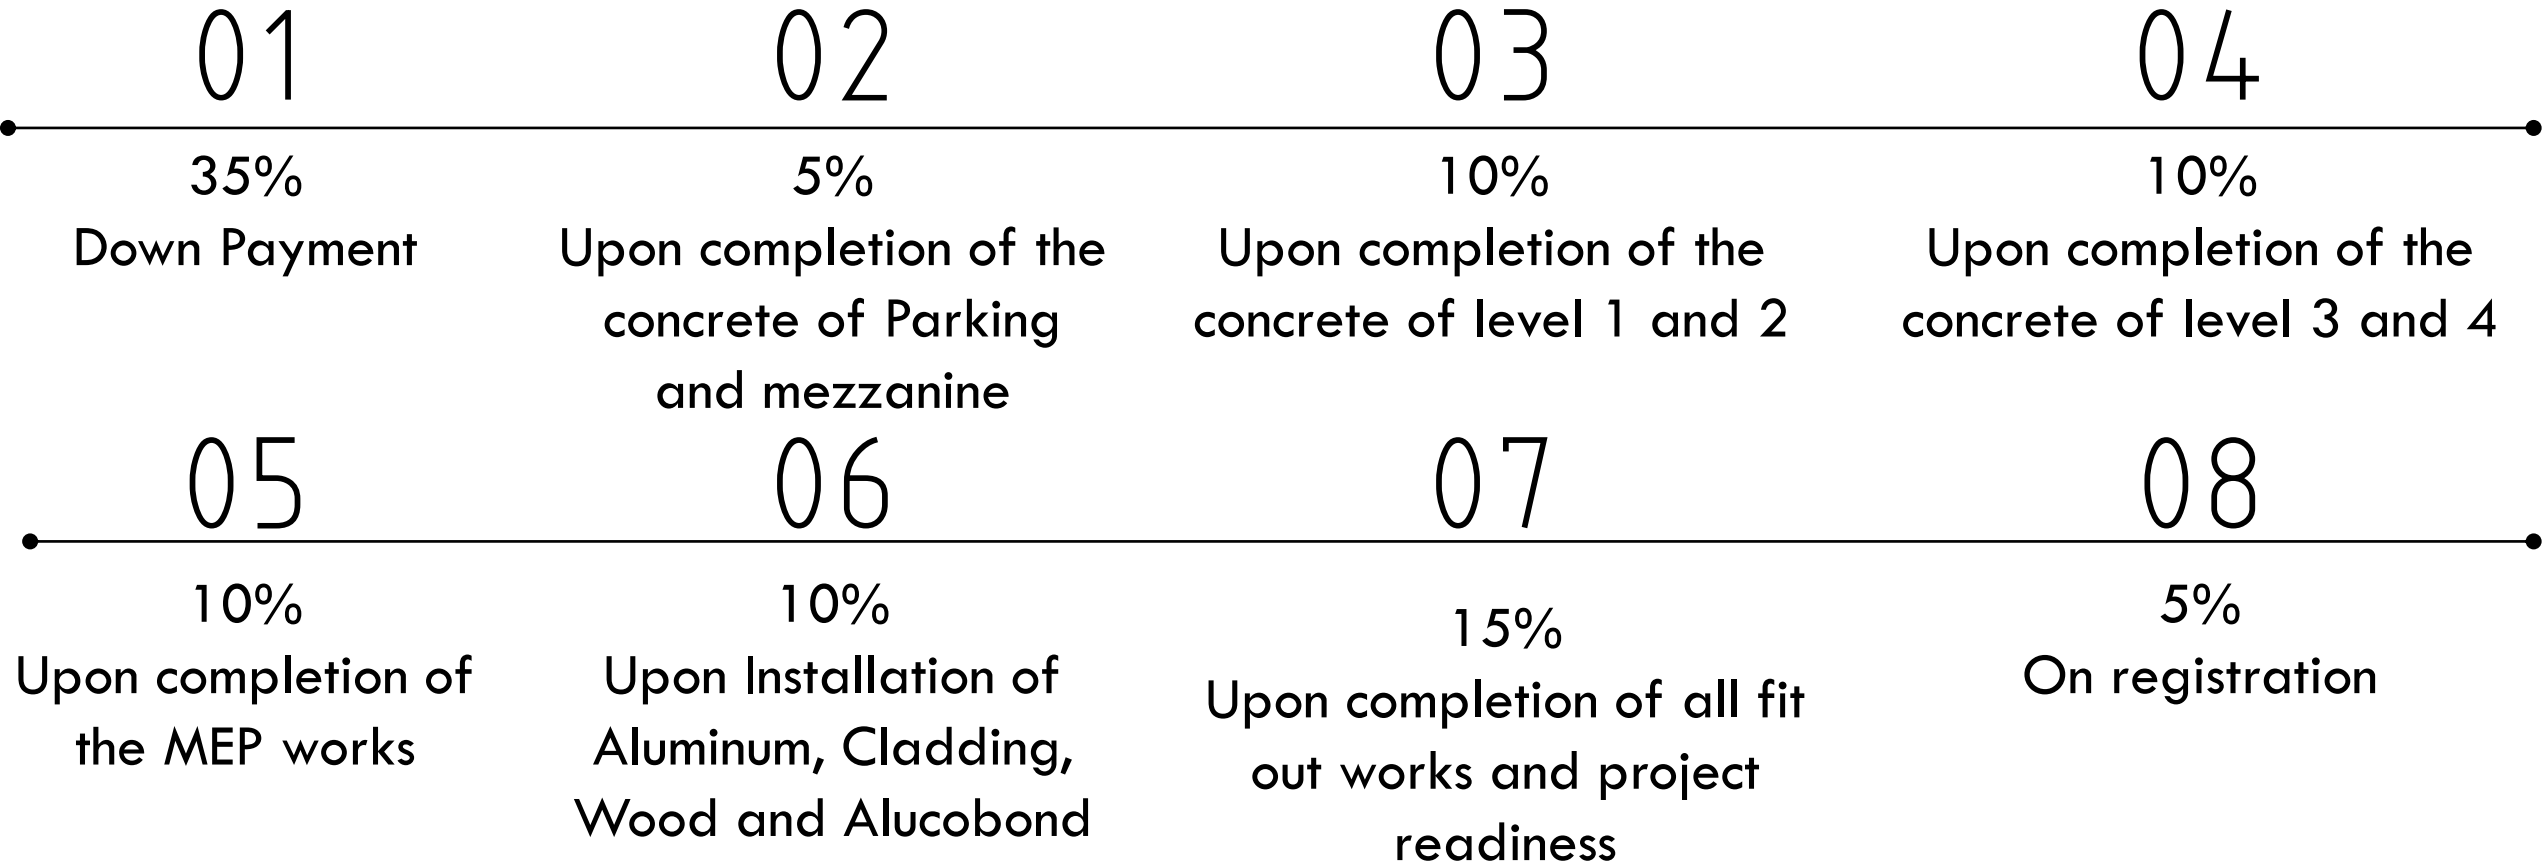 01
35%
Down Payment
02
5%
Upon completion of the
concrete of Parking
and mezzanine
03
10%
Upon completion of the
concrete of level 1 and 2
04
10%
Upon completion of the
concrete of level 3 and 4
05
10%
Upon completion of
the MEP works
06
10%
Upon Installation of
Aluminum, Cladding,
Wood and Alucobond
07
15%
Upon completion of all fit
out works and project
readiness
08
5%
On registration